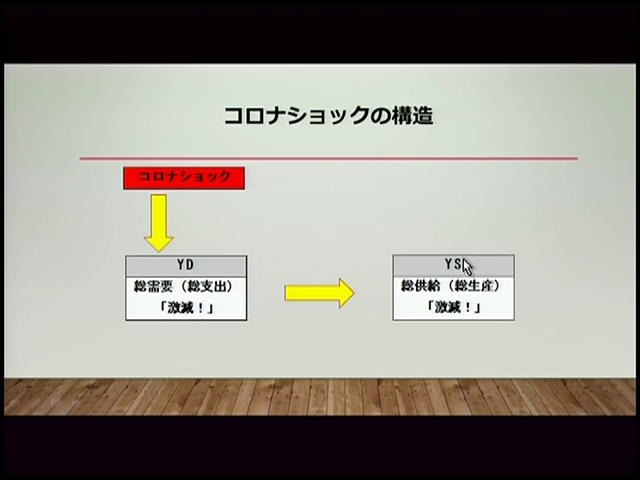 コロナショックの構造
コロナショック
YD
総需要（総支出）
「激減！」
YS
総供給（総生産）
「激減！」